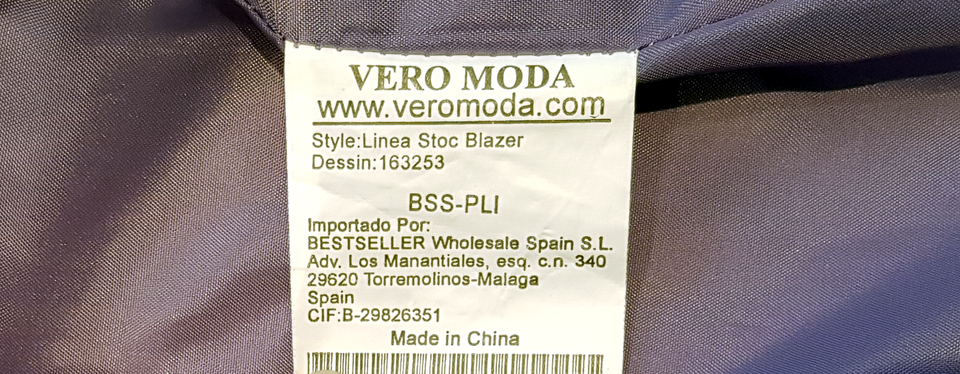 VERO MODA
www.veromoda.com
Style:Linea Stoc Blazer
Dessin:163253
BSS-PLI
Importado Por:
BESTSELLER Wholesale Spain S.L.
Adv. Los Manantiales, esq. c.n. 340
29620 Torremolinos-Malaga
Spain
CIF:B-29826351
Made in China